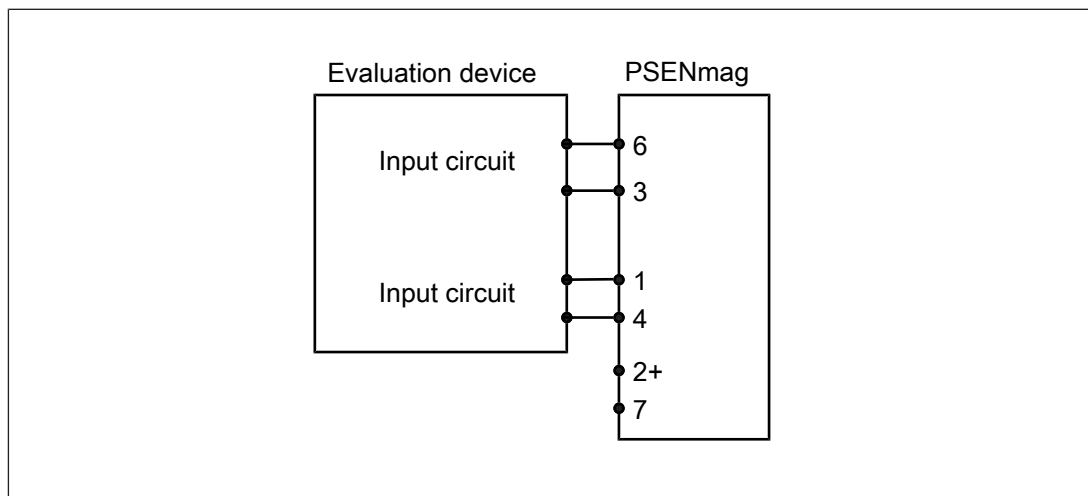 Evaluation device
PSENmag
Input circuit
6
3
Input circuit
1
4
2+
7